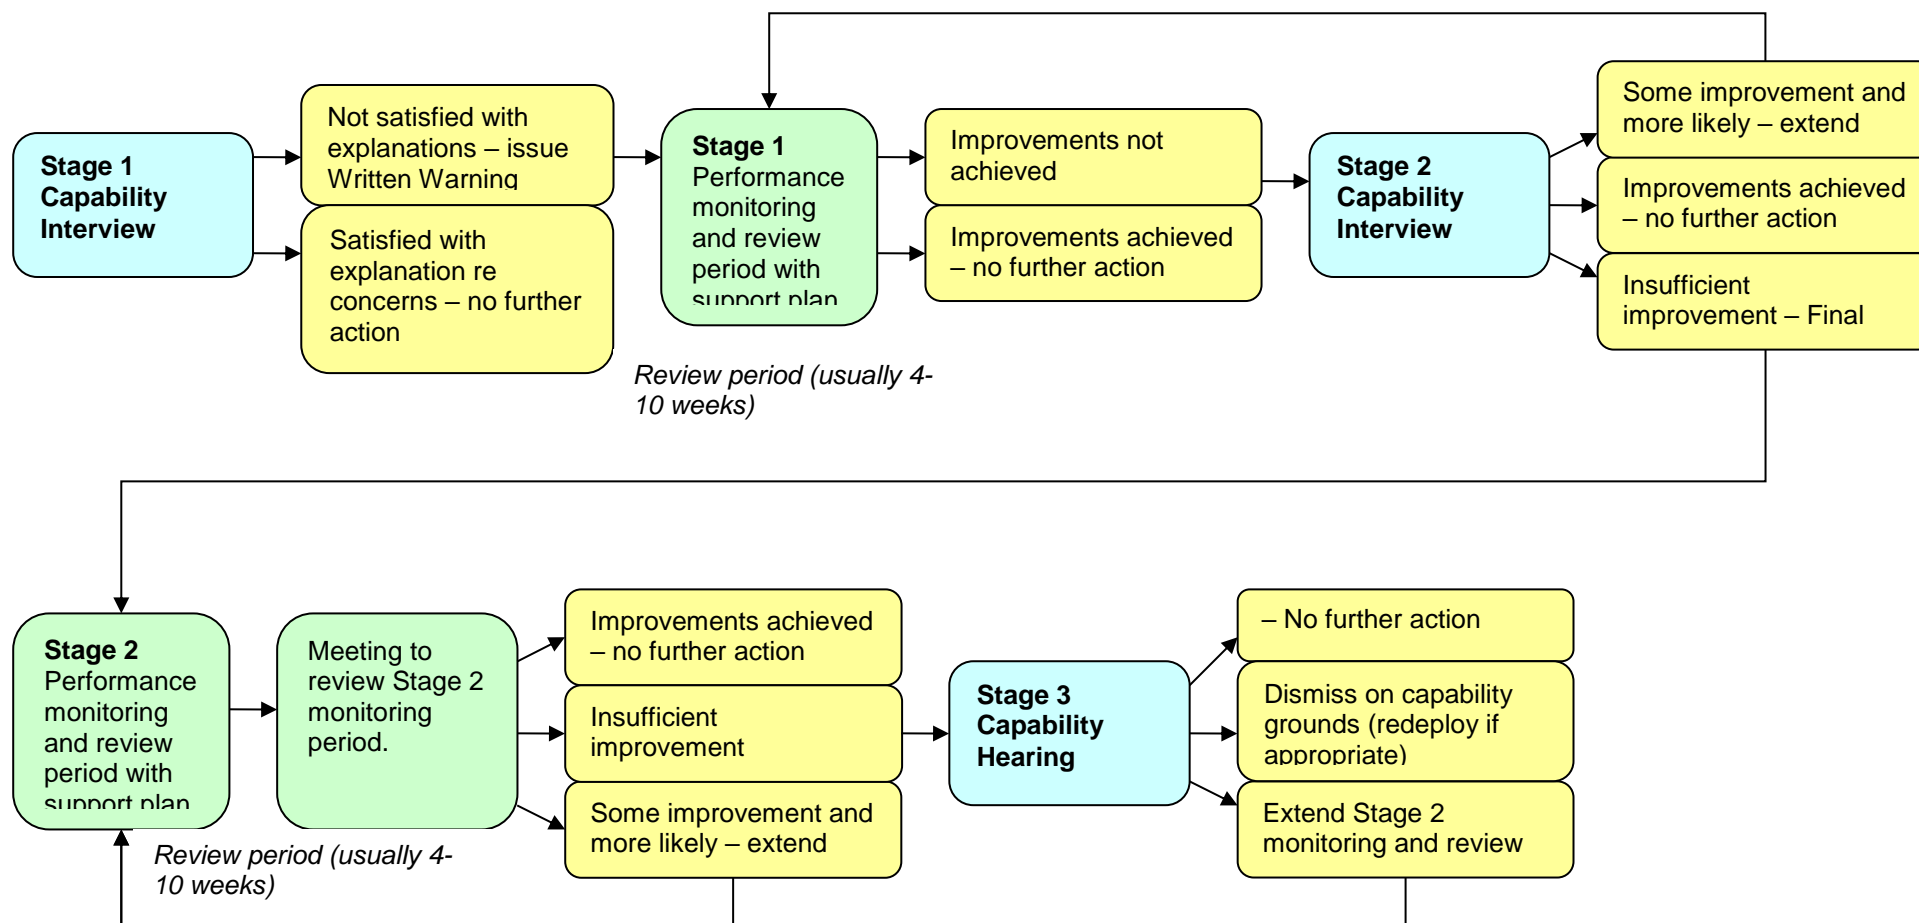 Stage 1
Capability
Interview
Not satisfied with
explanations – issue
Written Warning
Satisfied with
explanation re
concerns – no further
action
Stage 1
Performance
monitoring
and review
period with
support plan
Review period (usually 4-
10 weeks)
Improvements not
achieved
Improvements achieved
– no further action
Stage 2
Capability
Interview
Some improvement and
more likely – extend
Improvements achieved
– no further action
Insufficient
improvement – Final
Stage 2
Performance
monitoring
and review
period with
support plan
Review period (usually 4-
10 weeks)
Meeting to
review Stage 2
monitoring
period.
Improvements achieved
– no further action
Insufficient
improvement
Some improvement and
more likely – extend
Stage 3
Capability
Hearing
– No further action
Dismiss on capability
grounds (redeploy if
appropriate)
Extend Stage 2
monitoring and review